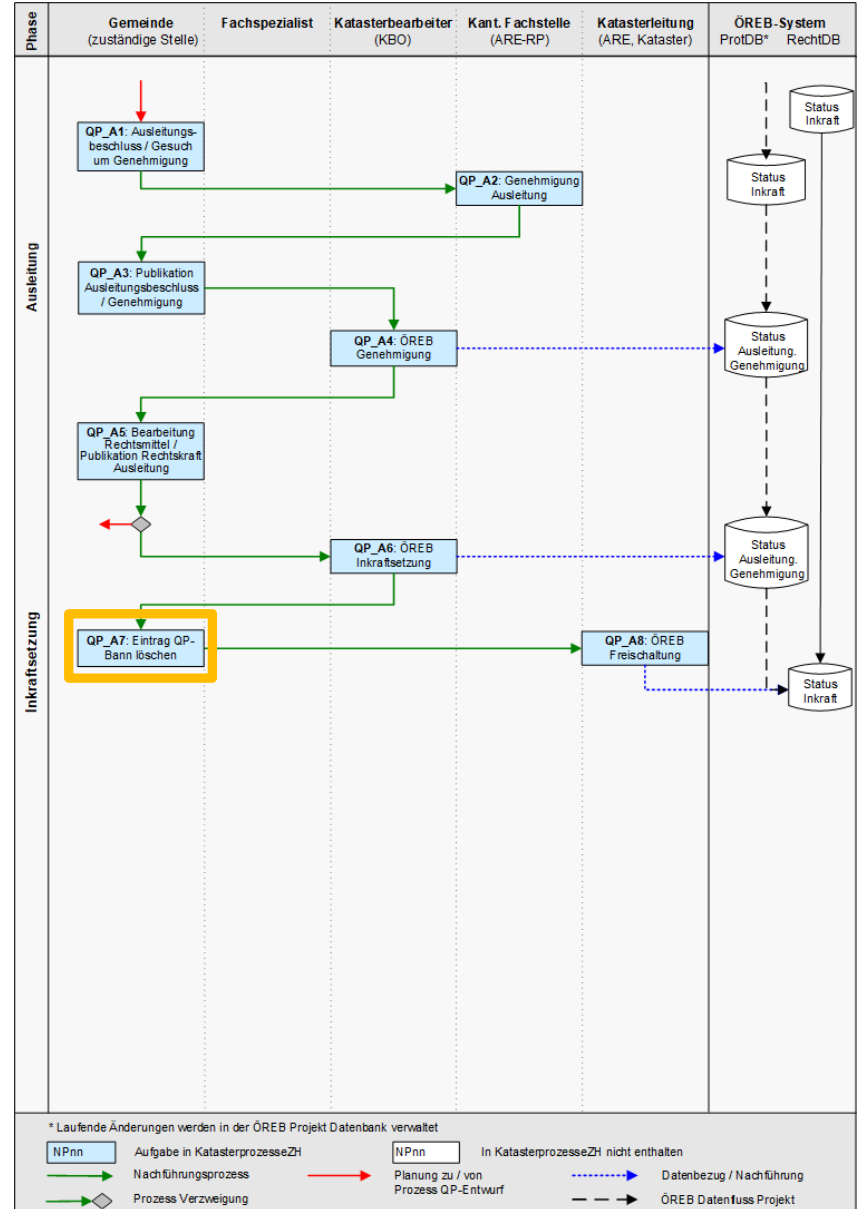 Phase
Gemeinde
(zuständige Stelle)
Fachspezialist
Katasterbearbeiter
(KBO)
Kant. Fachstelle
(ARE-RP)
Katasterleitung
(ARE, Kataster)
ÖREB-System
ProtDB* RechtDB
Ausleitung
Status
Inkraft
QP_A1: Ausleitungs-
beschluss / Gesuch
um Genehmigung
QP_A2: Genehmigung
Ausleitung
Status
Inkraft
QP_A3: Publikation
Ausleitungsbeschluss
/ Genehmigung
QP_A4: ÖREB
Genehmigung
Status
Ausleitung.
Genehmigung
QP_A5: Bearbeitung
Rechtsmittel /
Publikation Rechtskraft
Ausleitung
QP_A6: ÖREB
Inkraftsetzung
Status
Ausleitung.
Genehmigung
Inkraftsetzung
QP_A7: Eintrag QP-
Bann löschen
QP_A8: ÖREB
Freischaltung
Status
Inkraft
* Laufende Änderungen werden in der ÖREB Projekt Datenbank verwaltet
NPnn Aufgabe in KatasterprozesseZH
NPnn In KatasterprozesseZH nicht enthalten
Nachführungsprozess
Planung zu / von
Prozess QP-Entwurf
Datenbezug / Nachführung
Prozess Verzweigung
ÖREB Datenfluss Projekt